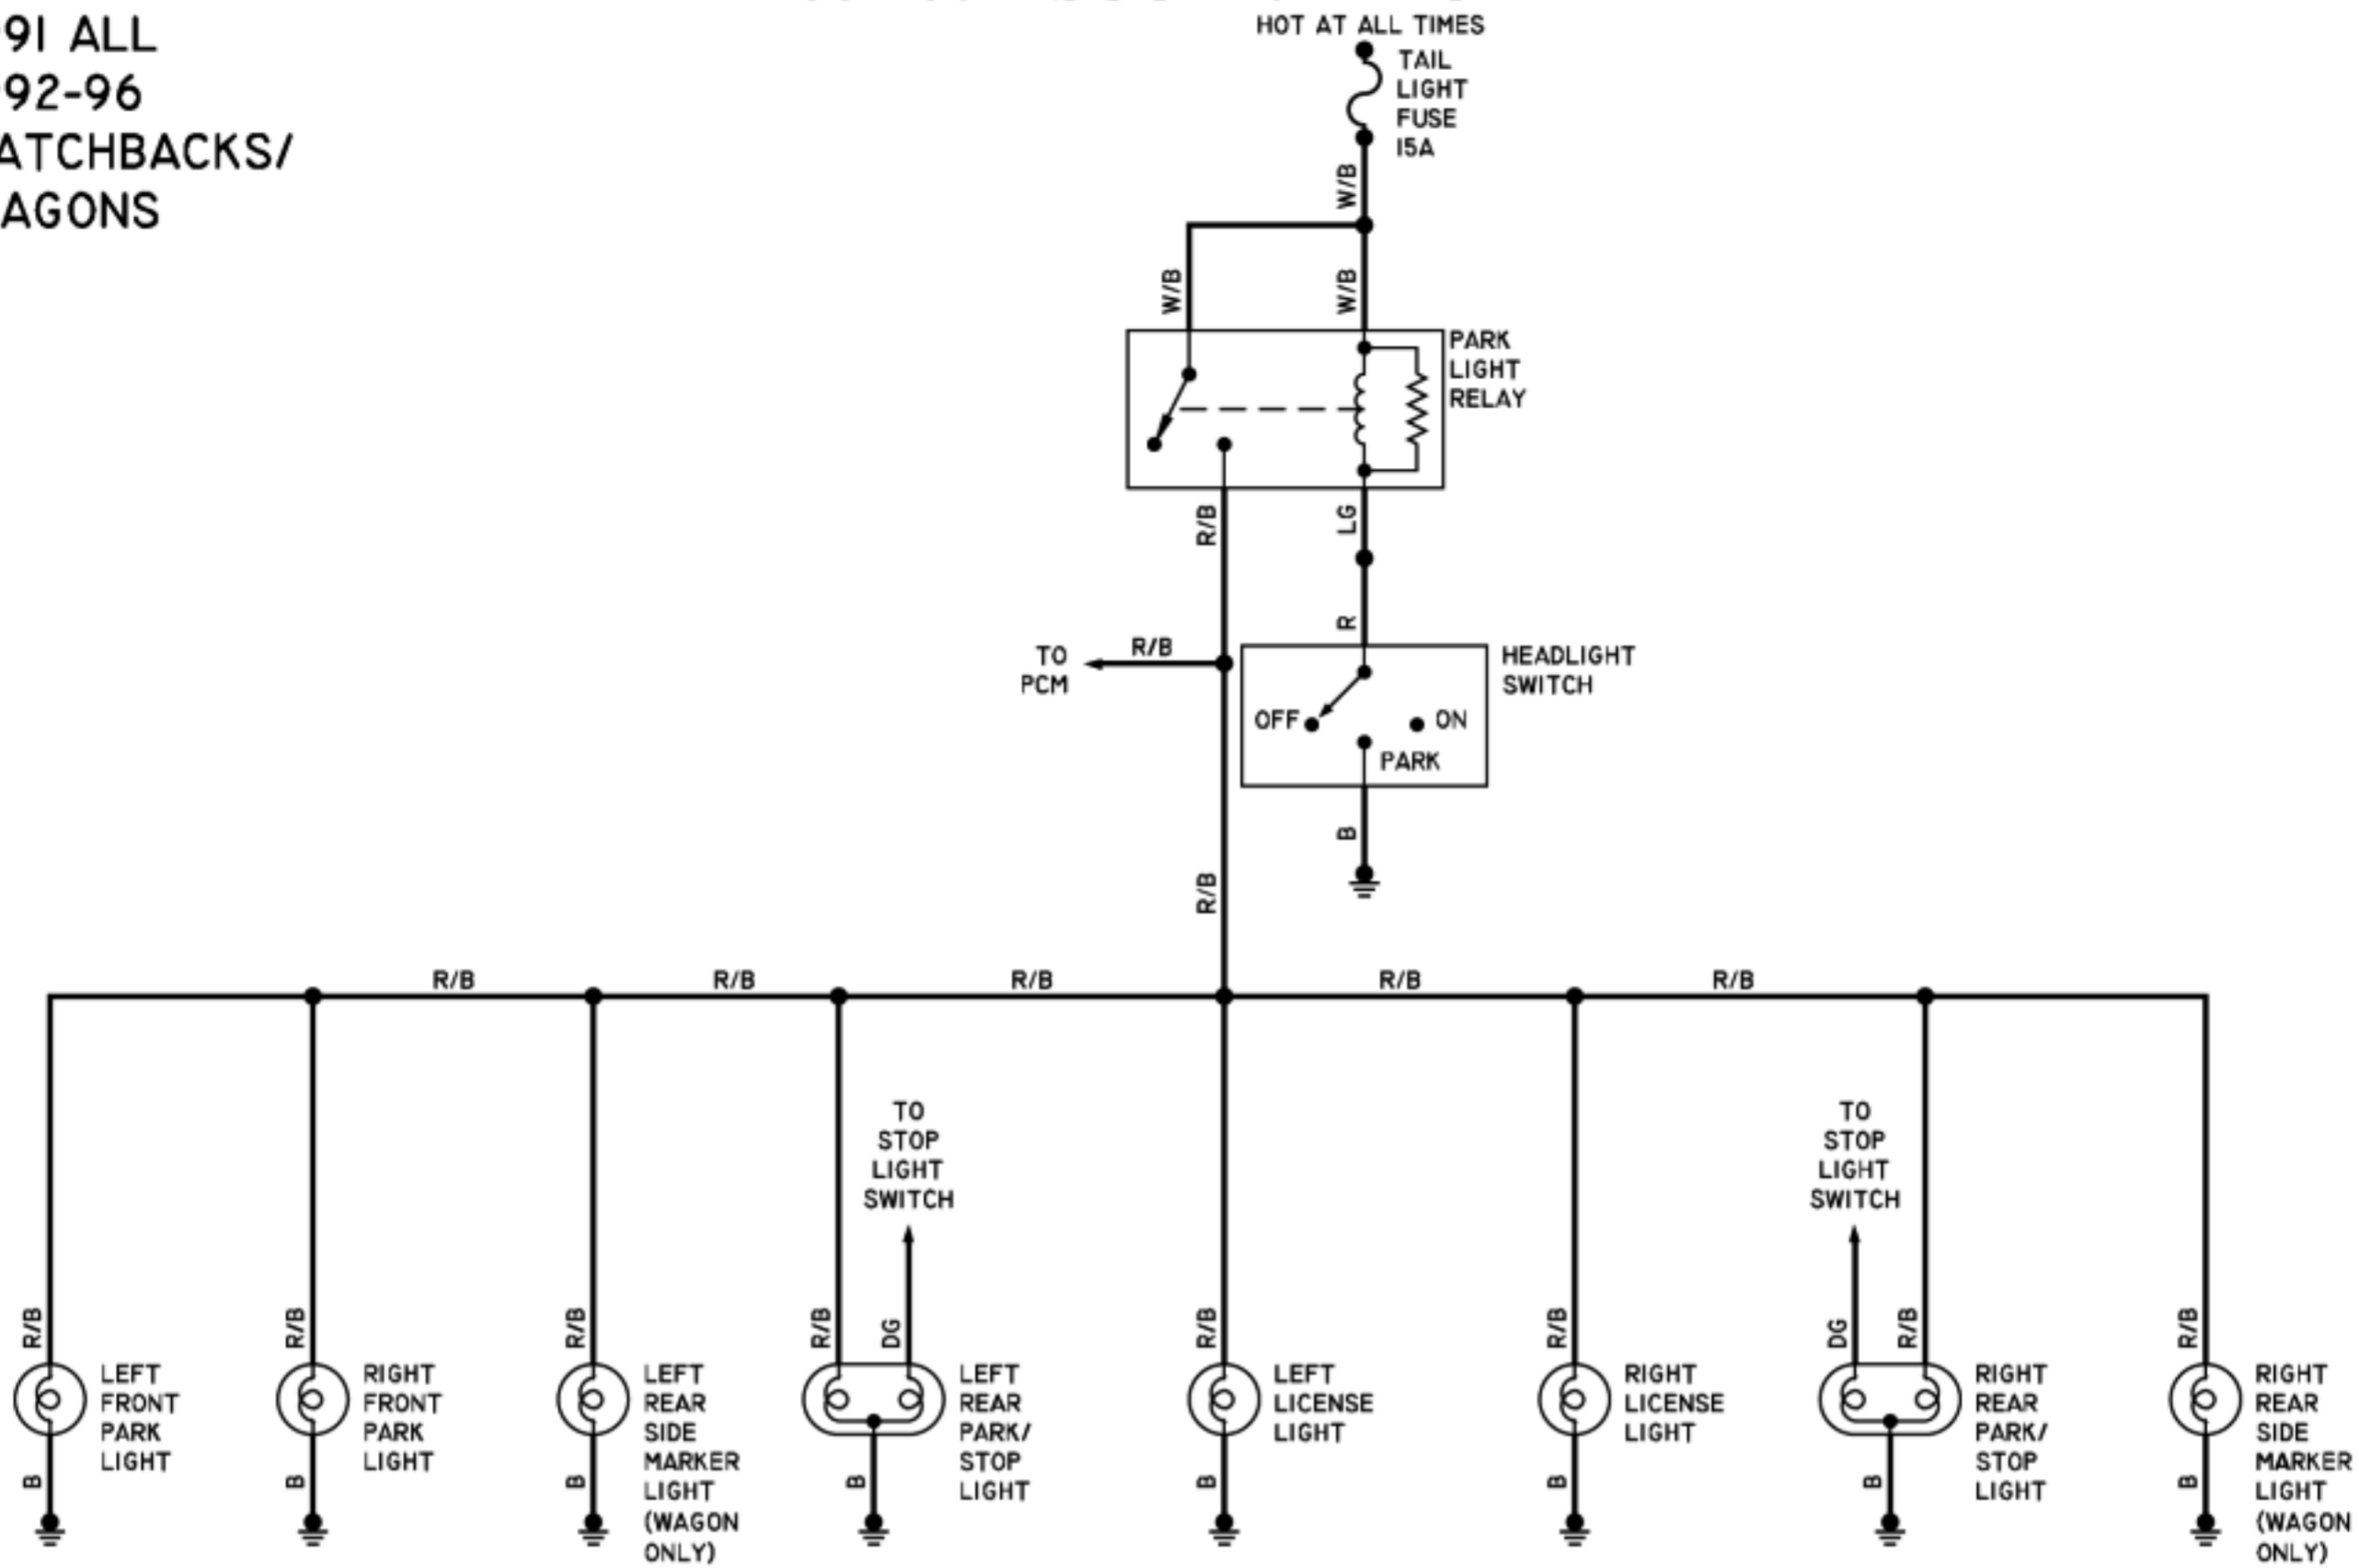 91 ALL
92-96
ATCHBACKS/
AGONS
HOT AT ALL TIMES
TAIL
LIGHT
FUSE
15A
W/B
W/B
W/B
PARK
LIGHT
RELAY
R/B
LG
R
TO
PCM
R/B
HEADLIGHT
SWITCH
OFF
ON
PARK
B
R/B
R/B
R/B
R/B
R/B
R/B
TO
STOP
LIGHT
SWITCH
TO
STOP
LIGHT
SWITCH
R/B
R/B
R/B
R/B
DG
R/B
R/B
DG
R/B
R/B
LEFT
FRONT
PARK
LIGHT
B
RIGHT
FRONT
PARK
LIGHT
B
LEFT
REAR
SIDE
MARKER
LIGHT
(WAGON
ONLY)
B
LEFT
REAR
PARK/
STOP
LIGHT
B
LEFT
LICENSE
LIGHT
B
RIGHT
LICENSE
LIGHT
B
RIGHT
REAR
PARK/
STOP
LIGHT
B
RIGHT
REAR
SIDE
MARKER
LIGHT
(WAGON
ONLY)
B